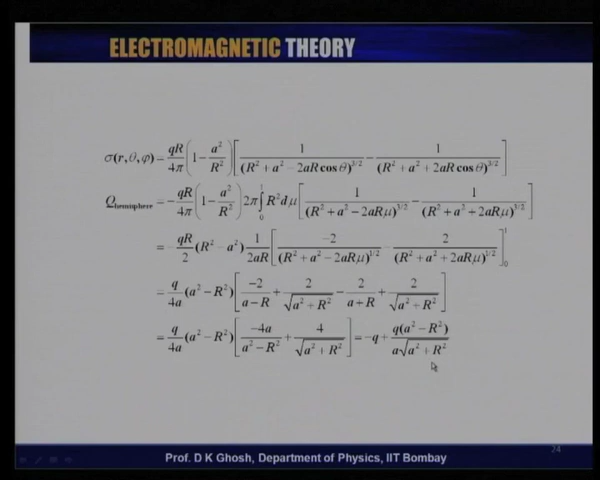 ELECTROMAGNETIC THEORY
σ(r,θ,φ) = qR/4π (1 − a²/R²) [ 1/(R² + a² − 2aR cos θ)^3/2 − 1/(R² + a² + 2aR cos θ)^3/2 ]
Q_hemisphere = − qR/4π (1 − a²/R²) 2π ∫₀¹ R² dμ [ 1/(R² + a² − 2aRμ)^3/2 − 1/(R² + a² + 2aRμ)^3/2 ]
= − qR/2 (R² − a²) 1/2aR [ −2/(R² + a² − 2aRμ)^1/2 − 2/(R² + a² + 2aRμ)^1/2 ]₀¹
= q/4a (a² − R²) [ −2/(a − R) + 2/√(a² + R²) − 2/(a + R) + 2/√(a² + R²) ]
= q/4a (a² − R²) [ −4a/(a² − R²) + 4/√(a² + R²) ] = −q + q(a² − R²)/a√(a² + R²)
24
Prof. D K Ghosh, Department of Physics, IIT Bombay